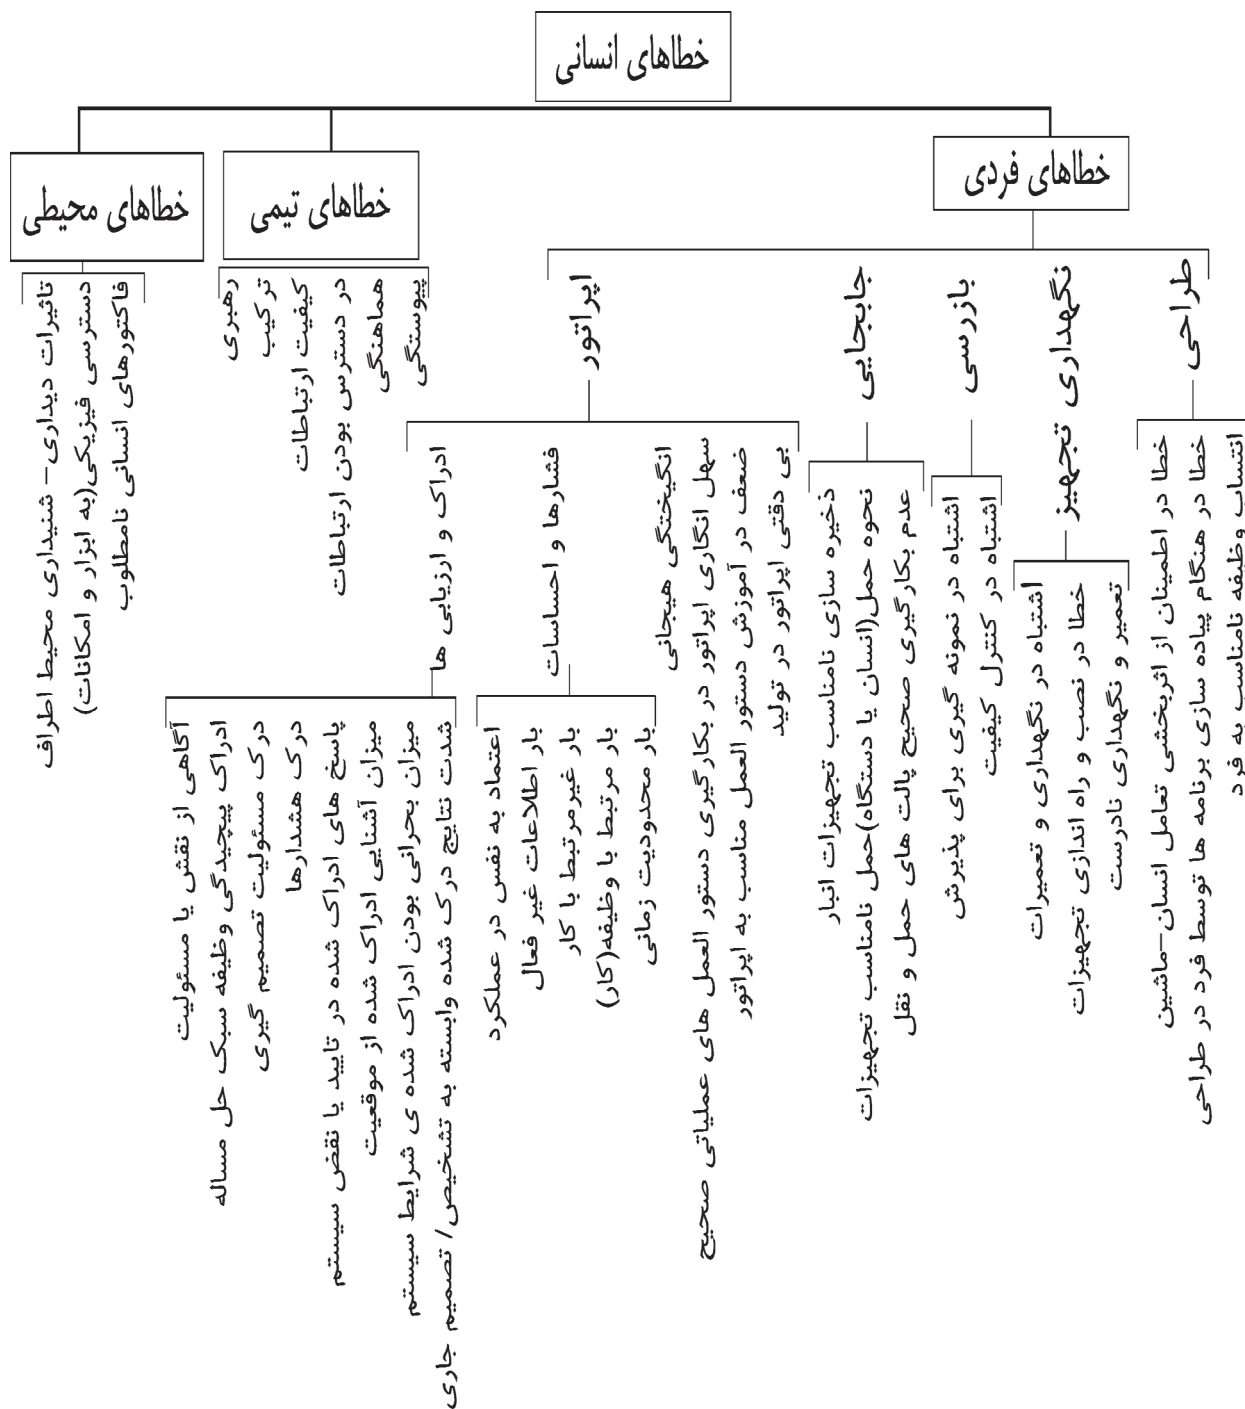 خطاهای انسانی
خطاهای فردی
خطاهای تیمی
خطاهای محیطی
طراحی
نگهداری تجهیز
بازرسی
جابجایی
اپراتور
انتساب وظیفه نامناسب به فرد
خطا در هنگام پیاده سازی برنامه ها توسط فرد در طراحی
خطا در اطمینان از اثربخشی تعامل انسان-ماشین
تعمیر و نگهداری نادرست
خطا در نصب و راه اندازی تجهیزات
اشتباه در نگهداری و تعمیرات
اشتباه در کنترل کیفیت
اشتباه در نمونه گیری برای پذیرش
عدم بکارگیری صحیح پالت های حمل و نقل
نحوه حمل(انسان یا دستگاه)حمل نامناسب تجهیزات
ذخیره سازی نامناسب تجهیزات انبار
بی دقتی اپراتور در تولید
ضعف در آموزش دستور العمل مناسب به اپراتور
سهل انگاری اپراتور در بکارگیری دستور العمل های عملیاتی صحیح
انگیختگی هیجانی
فشارها و احساسات
ادراک و ارزیابی ها
بار محدودیت زمانی
بار مرتبط با وظیفه(کار)
بار غیرمرتبط با کار
بار اطلاعات غیر فعال
اعتماد به نفس در عملکرد
شدت نتایج درک شده وابسته به تشخیص/ تصمیم جاری
میزان بحرانی بودن ادراک شده ی شرایط سیستم
میزان آشنایی ادراک شده از موقعیت
پاسخ های ادراک شده در تایید یا نقض سیستم
درک هشدارها
درک مسئولیت تصمیم گیری
ادراک پیچیدگی وظیفه سبک حل مساله
آگاهی از نقش یا مسئولیت
پیوستگی
هماهنگی
در دسترس بودن ارتباطات
کیفیت ارتباطات
ترکیب
رهبری
فاکتورهای انسانی نامطلوب
دسترسی فیزیکی(به ابزار و امکانات)
تاثیرات دیداری- شنیداری محیط اطراف